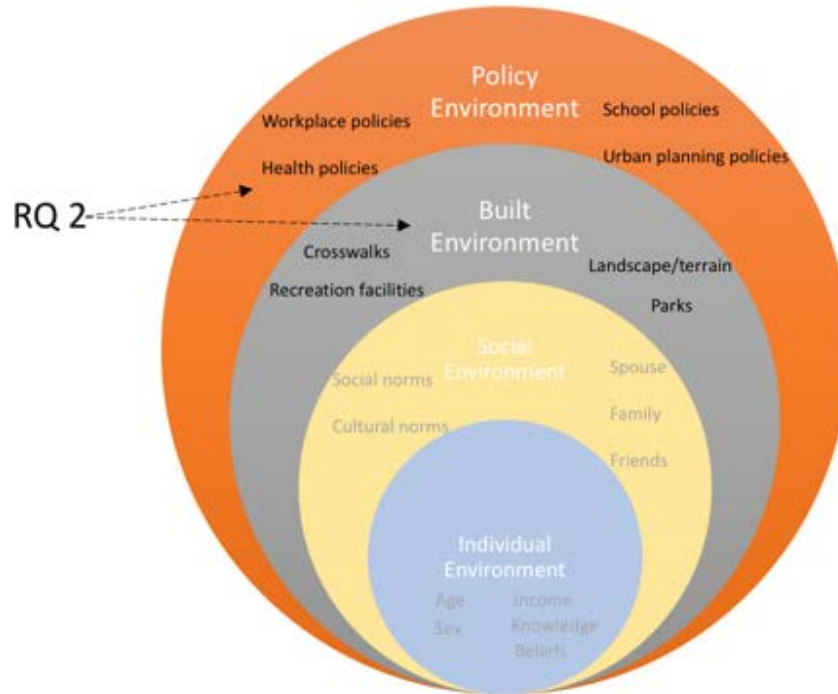 Policy
Environment
Workplace policies
School policies
Health policies
Urban planning policies
RQ 2
Built
Environment
Crosswalks
Landscape/terrain
Recreation facilities
Parks
Social
Environment
Social norms
Spouse
Cultural norms
Family
Friends
Individual
Environment
Age
Income
Sex
Knowledge
Beliefs